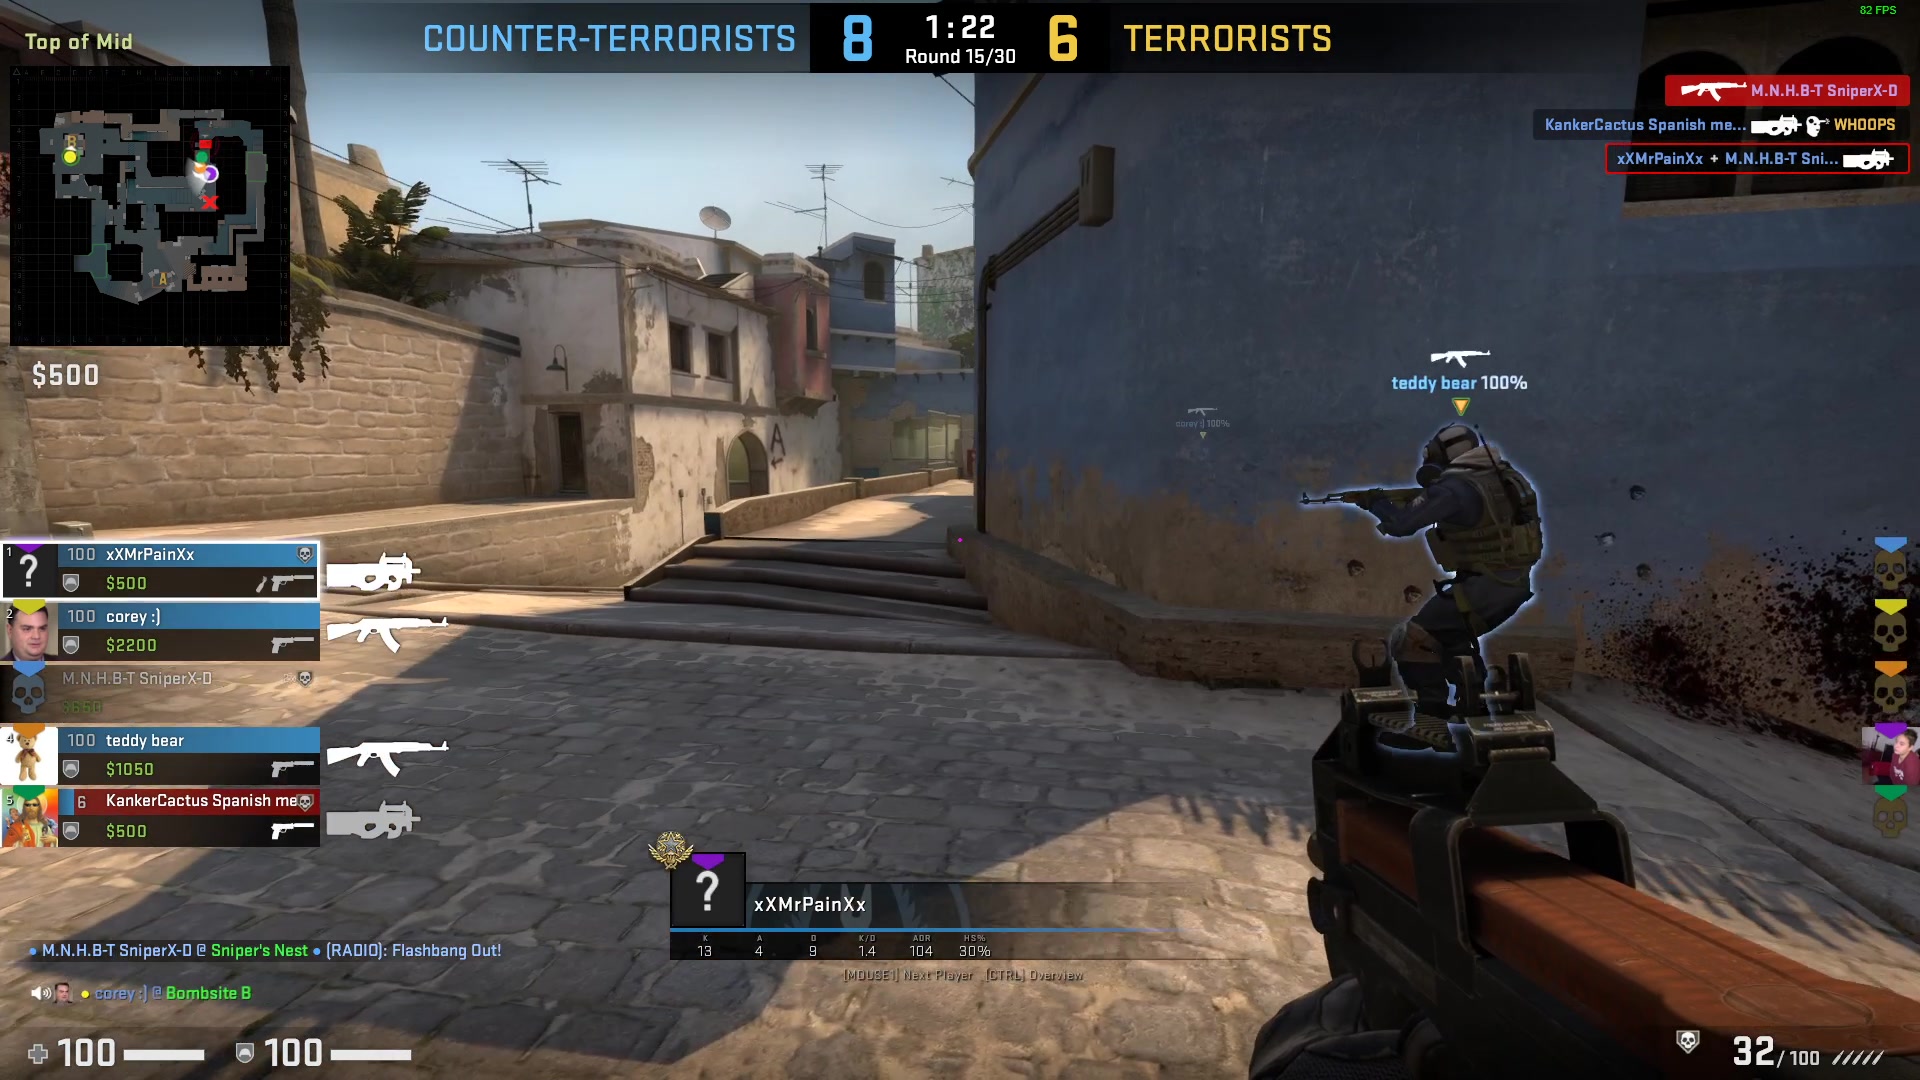 82 FPS
Top of Mid
COUNTER-TERRORISTS
8
1:22
Round 15/30
6
TERRORISTS
M.N.H.B-T SniperX-D
KankerCactus Spanish me... WHOOPS
xXMrPainXx + M.N.H.B-T Sni...
B
A
$500
teddy bear 100%
corey :) 100%
A
1 ? 100 xXMrPainXx
$500
2 100 corey :)
$2200
M.N.H.B-T SniperX-D
$650
4 100 teddy bear
$1050
5 6 KankerCactus Spanish me
$500
? xXMrPainXx
K A D K/D ADR HS%
13 4 9 1.4 104 30%
[MOUSE1] Next Player [CTRL] Overview
M.N.H.B-T SniperX-D @ Sniper's Nest (RADIO): Flashbang Out!
corey :) @ Bombsite B
100 100
32 / 100